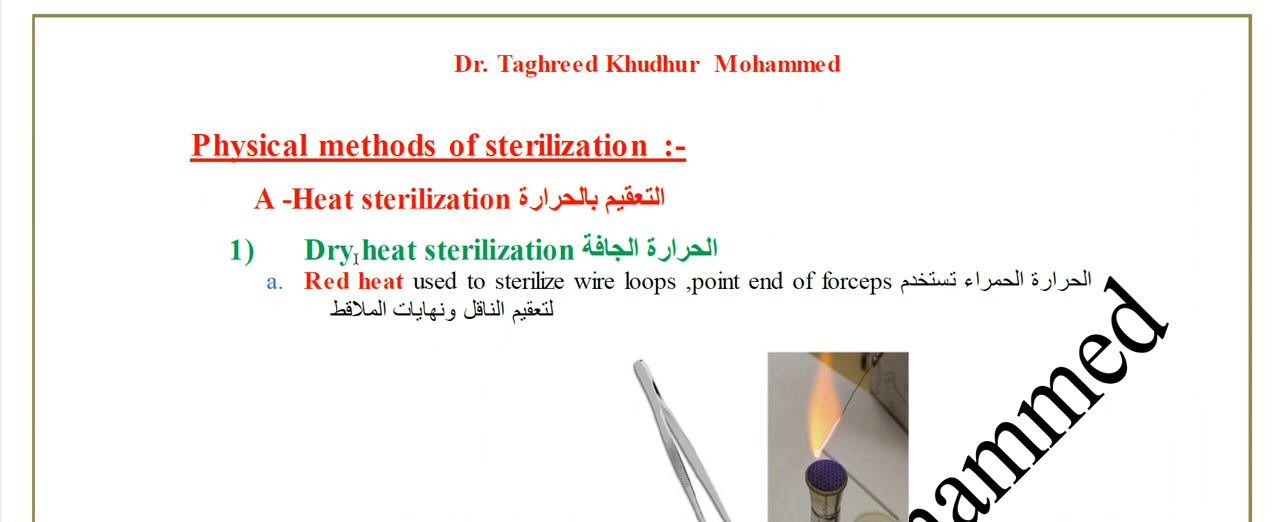 Dr. Taghreed Khudhur Mohammed
Physical methods of sterilization :-
A -Heat sterilization التعقيم بالحرارة
1) Dry heat sterilization الحرارة الجافة
a. Red heat used to sterilize wire loops ,point end of forceps الحرارة الحمراء تستخدم
لتعقيم الناقل ونهايات الملاقط
ammed